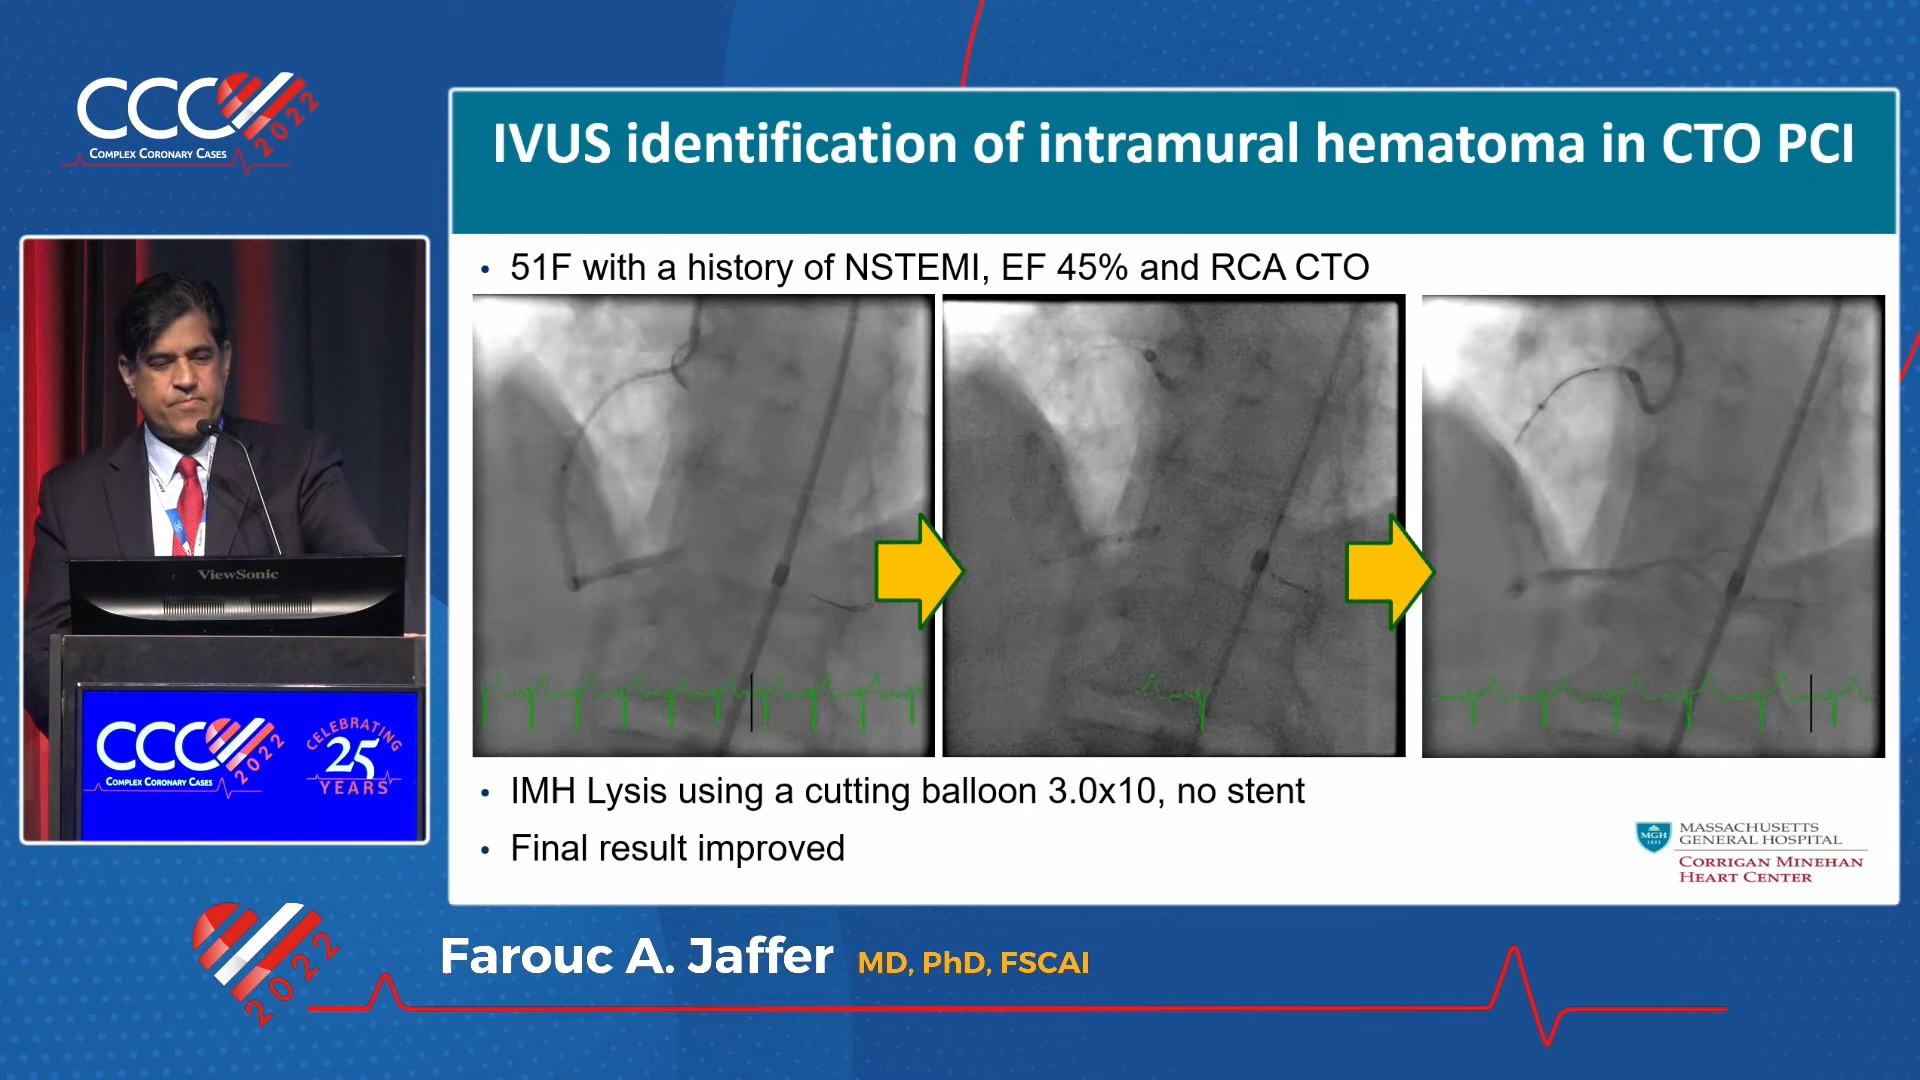 CCC
2022
COMPLEX CORONARY CASES
IVUS identification of intramural hematoma in CTO PCI
• 51F with a history of NSTEMI, EF 45% and RCA CTO
• IMH Lysis using a cutting balloon 3.0x10, no stent
• Final result improved
MGH
1811
MASSACHUSETTS
GENERAL HOSPITAL
CORRIGAN MINEHAN
HEART CENTER
ViewSonic
CCC
2022
COMPLEX CORONARY CASES
CELEBRATING
25
YEARS
2022
Farouc A. Jaffer MD, PhD, FSCAI